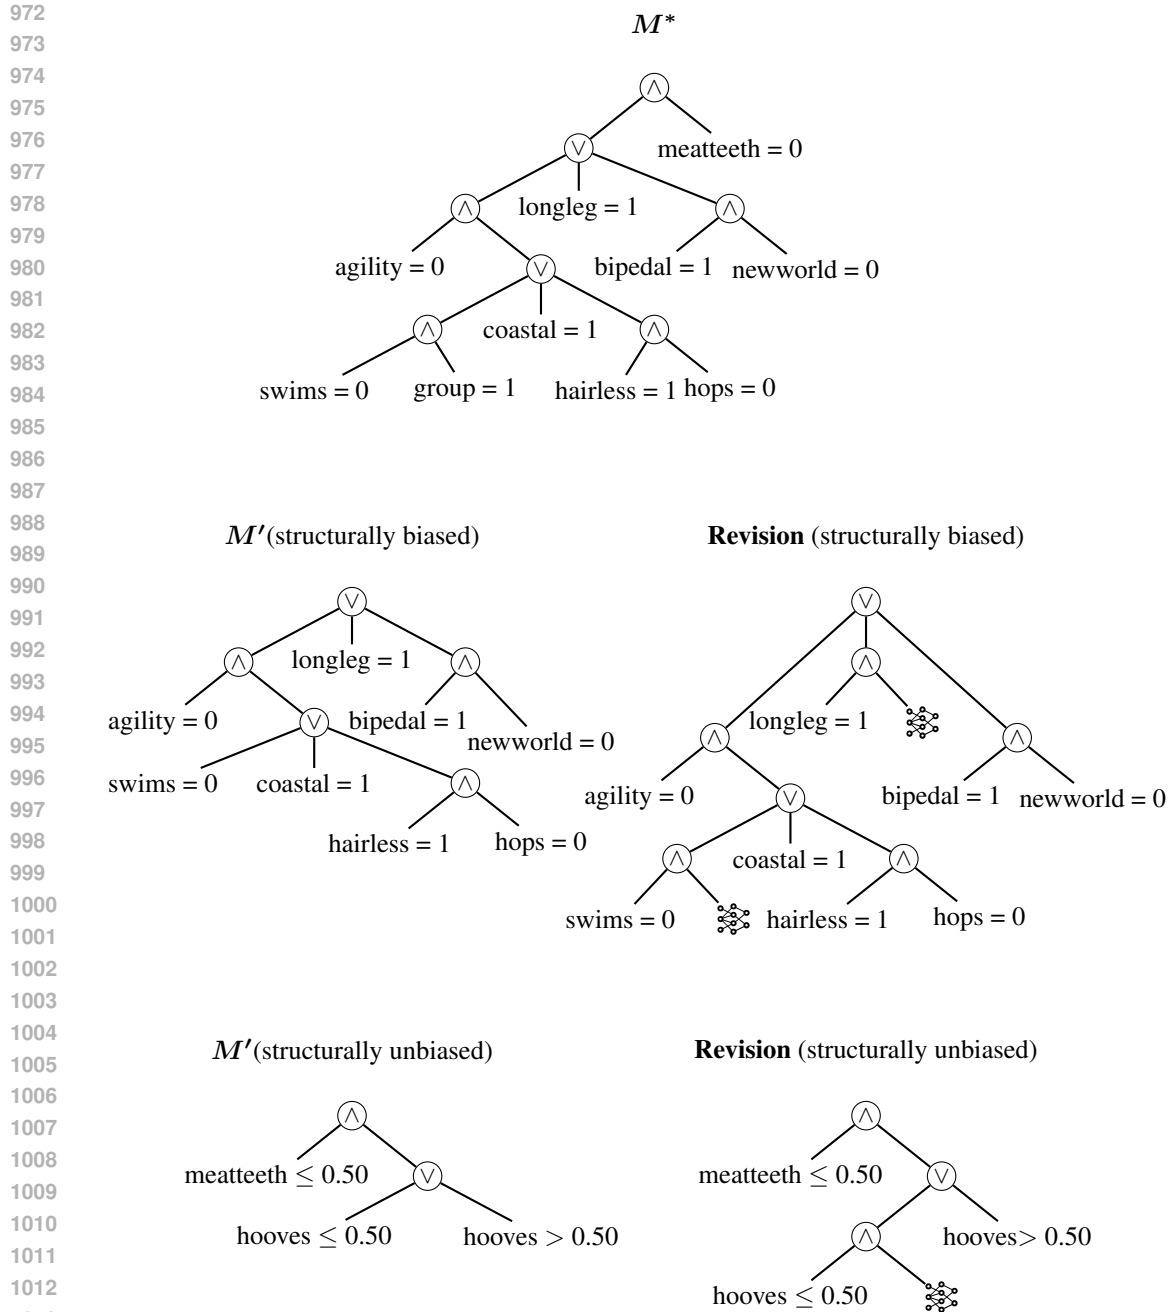 972
973
974
975
976
977
978
979
980
981
982
983
984
985
986
987
988
989
990
991
992
993
994
995
996
997
998
999
1000
1001
1002
1003
1004
1005
1006
1007
1008
1009
1010
1011
1012
M*
∧
∨ meatteeth = 0
∧ longleg = 1 ∧
agility = 0 ∨ bipedal = 1 newworld = 0
∧ coastal = 1 ∧
swims = 0 group = 1 hairless = 1 hops = 0
M′(structurally biased)
∨
∧ longleg = 1 ∧
agility = 0 ∨ bipedal = 1
newworld = 0
swims = 0 coastal = 1 ∧
hairless = 1 hops = 0
Revision (structurally biased)
∨
∧
longleg = 1
∧ ∧
agility = 0 ∨ bipedal = 1 newworld = 0
∧ coastal = 1 ∧
swims = 0 hairless = 1 hops = 0
M′(structurally unbiased)
∧
meatteeth ≤ 0.50 ∨
hooves ≤ 0.50 hooves > 0.50
Revision (structurally unbiased)
∧
meatteeth ≤ 0.50 ∨
∧ hooves> 0.50
hooves ≤ 0.50